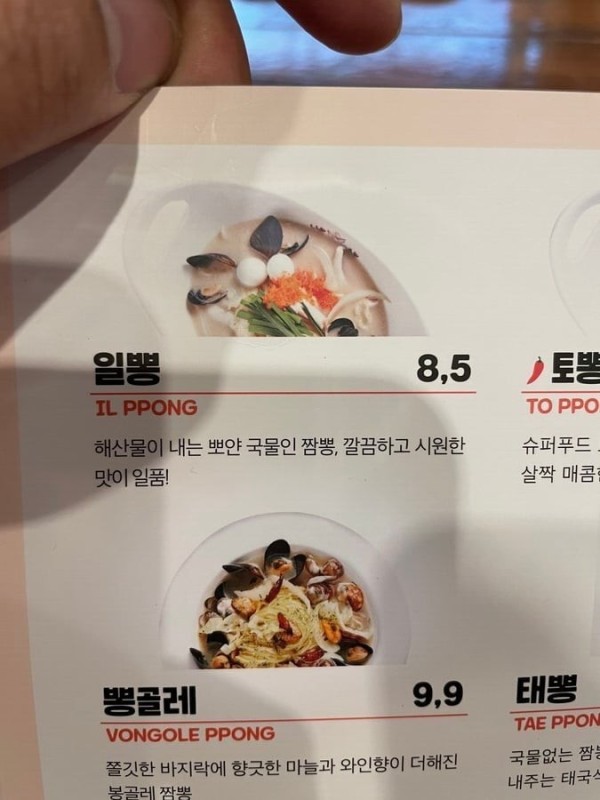 일뽕 8,5
IL PPONG
해산물이 내는 뽀얀 국물인 짬뽕, 깔끔하고 시원한
맛이 일품!
토뽕
TO PPO
슈퍼푸드
살짝 매콤한
뽕골레 9,9
VONGOLE PPONG
쫄깃한 바지락에 향긋한 마늘과 와인향이 더해진
봉골레 짬뽕
태뽕
TAE PPON
국물없는 짬뽕
내주는 태국식